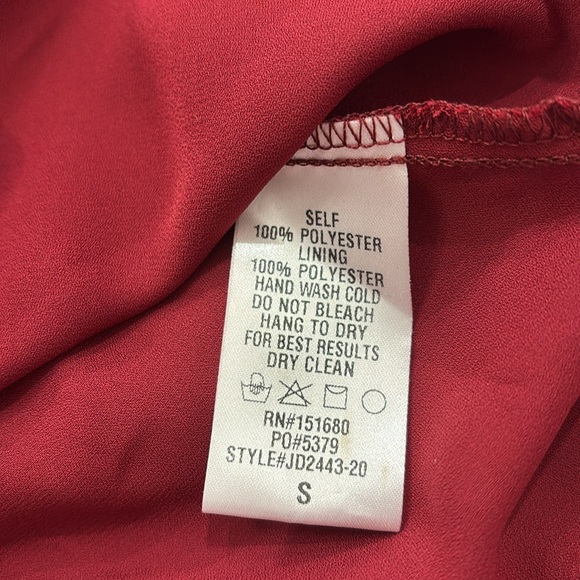 SELF
100% POLYESTER
LINING
100% POLYESTER
HAND WASH COLD
DO NOT BLEACH
HANG TO DRY
FOR BEST RESULTS
DRY CLEAN
RN#151680
PO#5379
STYLE#JD2443-20
S